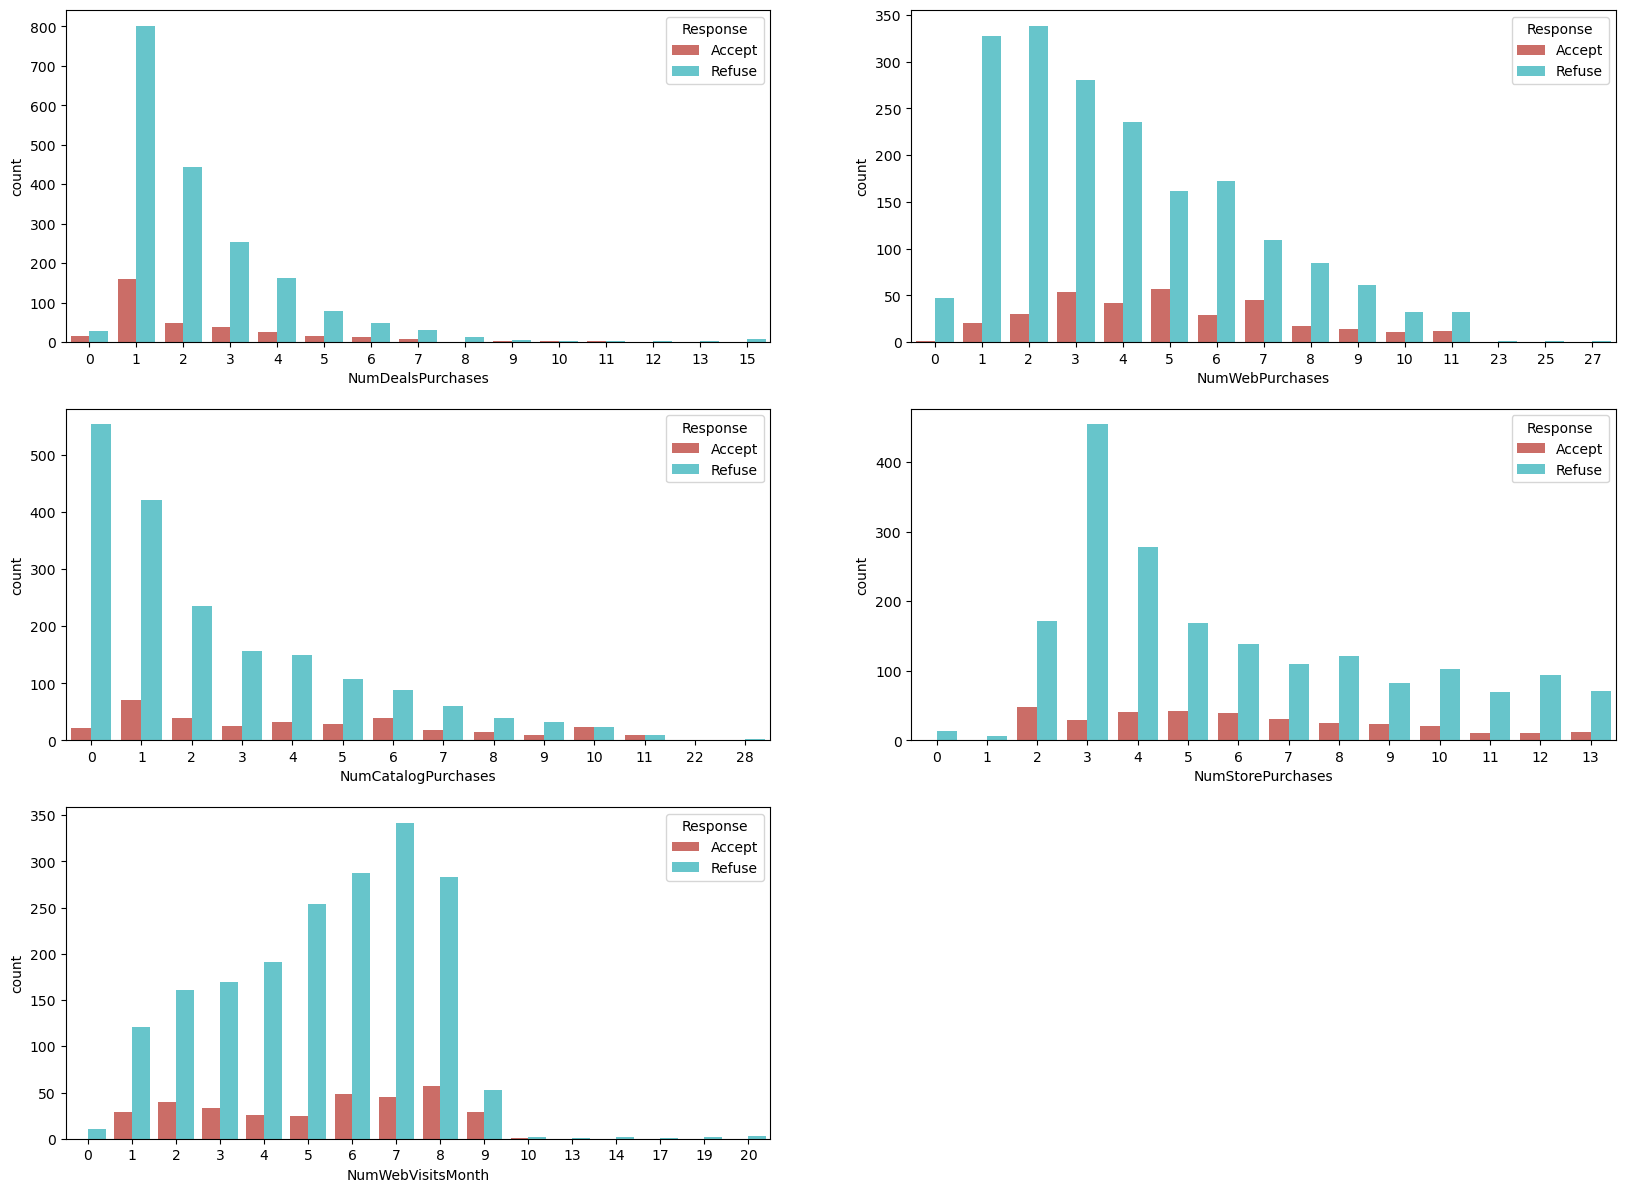 800
700
600
500
400
300
200
100
0
count
0 1 2 3 4 5 6 7 8 9 10 11 12 13 15
NumDealsPurchases
Response
Accept
Refuse
350
300
250
200
150
100
50
0
count
0 1 2 3 4 5 6 7 8 9 10 11 23 25 27
NumWebPurchases
Response
Accept
Refuse
500
400
300
200
100
0
count
0 1 2 3 4 5 6 7 8 9 10 11 22 28
NumCatalogPurchases
Response
Accept
Refuse
400
300
200
100
0
count
0 1 2 3 4 5 6 7 8 9 10 11 12 13
NumStorePurchases
Response
Accept
Refuse
350
300
250
200
150
100
50
0
count
0 1 2 3 4 5 6 7 8 9 10 13 14 17 19 20
NumWebVisitsMonth
Response
Accept
Refuse